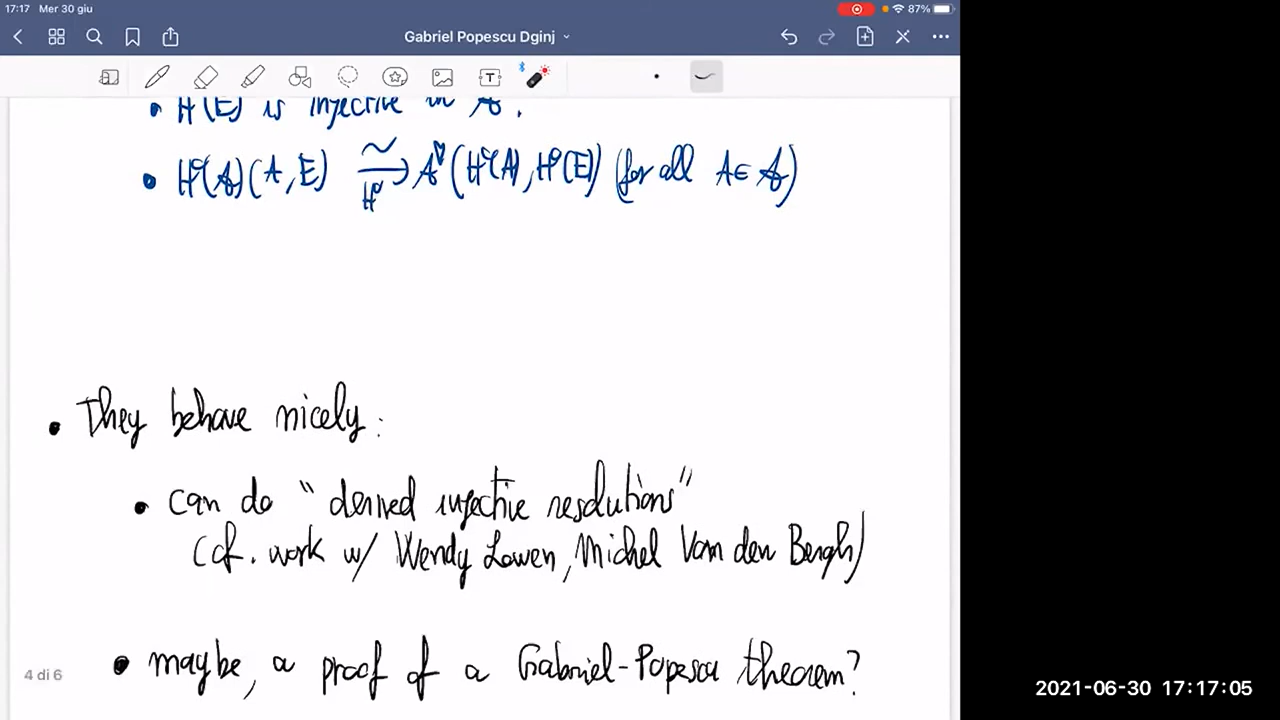 17:17 Mer 30 giu
87%
Gabriel Popescu Dginj
• H⁰(E) is injective in 𝒜♡.
• H⁰(𝒜)(A, E) ⥲ 𝒜♡(H⁰(A), H⁰(E)) (for all A ∈ 𝒜)
H⁰
• They behave nicely:
• can do "derived injective resolutions"
(cf. work w/ Wendy Lowen, Michel Van den Bergh)
• maybe, a proof of a Gabriel-Popescu theorem?
4 di 6
2021-06-30 17:17:05